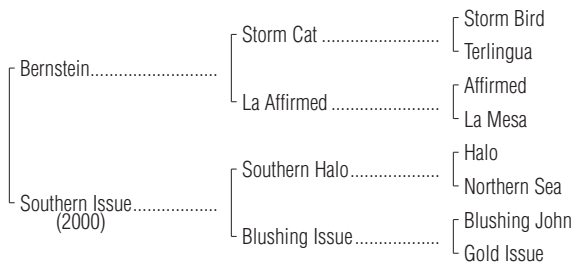 Storm Bird
Storm Cat ........................
Terlingua
Bernstein..........................
Affirmed
La Affirmed ......................
La Mesa
Halo
Southern Halo..................
Northern Sea
Southern Issue.................
(2000)
Blushing John
Blushing Issue.................
Gold Issue